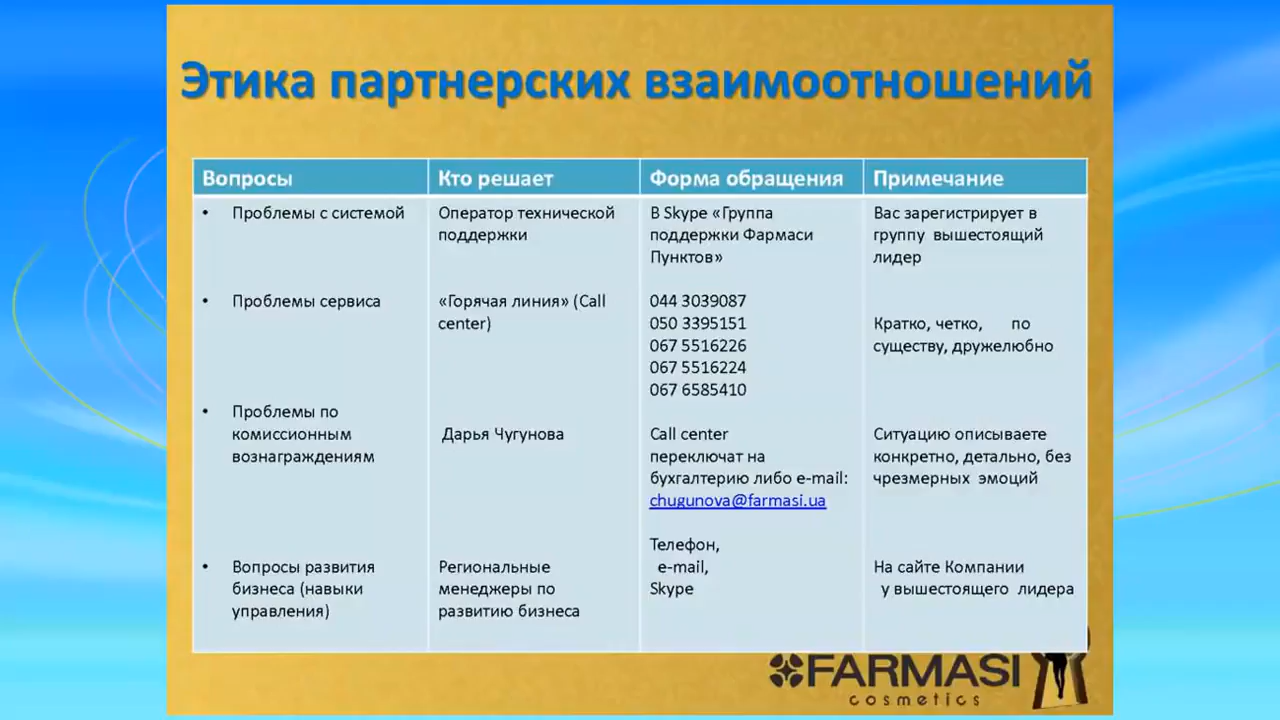 Этика партнерских взаимоотношений
Вопросы
Кто решает
Форма обращения
Примечание
• Проблемы с системой
Оператор технической
поддержки
В Skype «Группа
поддержки Фармаси
Пунктов»
Вас зарегистрирует в
группу вышестоящий
лидер
• Проблемы сервиса
«Горячая линия» (Call
center)
044 3039087
050 3395151
067 5516226
067 5516224
067 6585410
Кратко, четко, по
существу, дружелюбно
• Проблемы по
комиссионным
вознаграждениям
Дарья Чугунова
Call center
переключат на
бухгалтерию либо e-mail:
chugunova@farmasi.ua
Ситуацию описываете
конкретно, детально, без
чрезмерных эмоций
• Вопросы развития
бизнеса (навыки
управления)
Региональные
менеджеры по
развитию бизнеса
Телефон,
e-mail,
Skype
На сайте Компании
у вышестоящего лидера
FARMASI
cosmetics